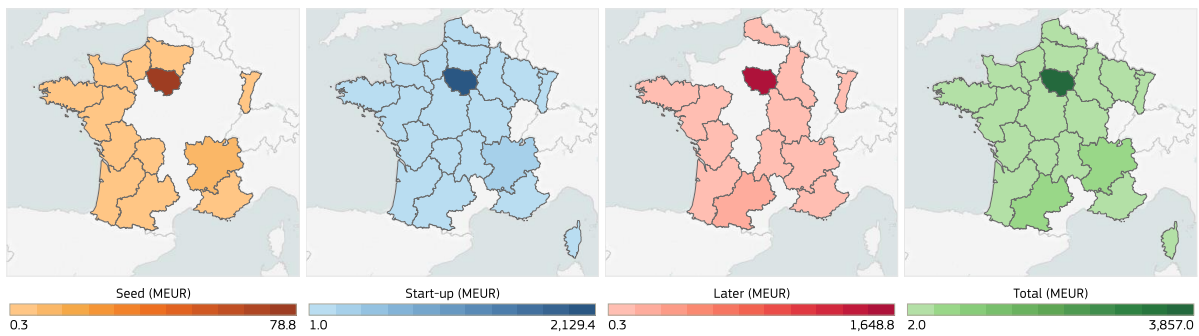 Seed (MEUR)
0.3 78.8
Start-up (MEUR)
1.0 2,129.4
Later (MEUR)
0.3 1,648.8
Total (MEUR)
2.0 3,857.0